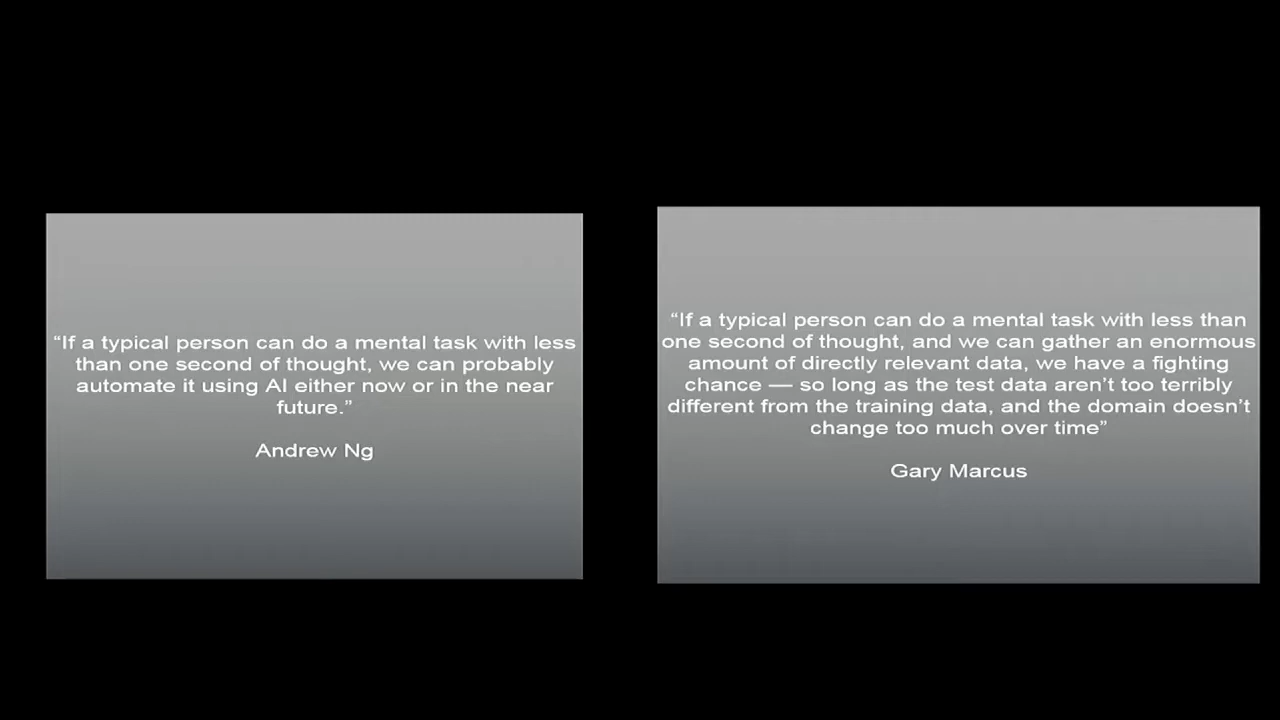 “If a typical person can do a mental task with less
than one second of thought, we can probably
automate it using AI either now or in the near
future.”
Andrew Ng
“If a typical person can do a mental task with less than
one second of thought, and we can gather an enormous
amount of directly relevant data, we have a fighting
chance — so long as the test data aren’t too terribly
different from the training data, and the domain doesn’t
change too much over time”
Gary Marcus